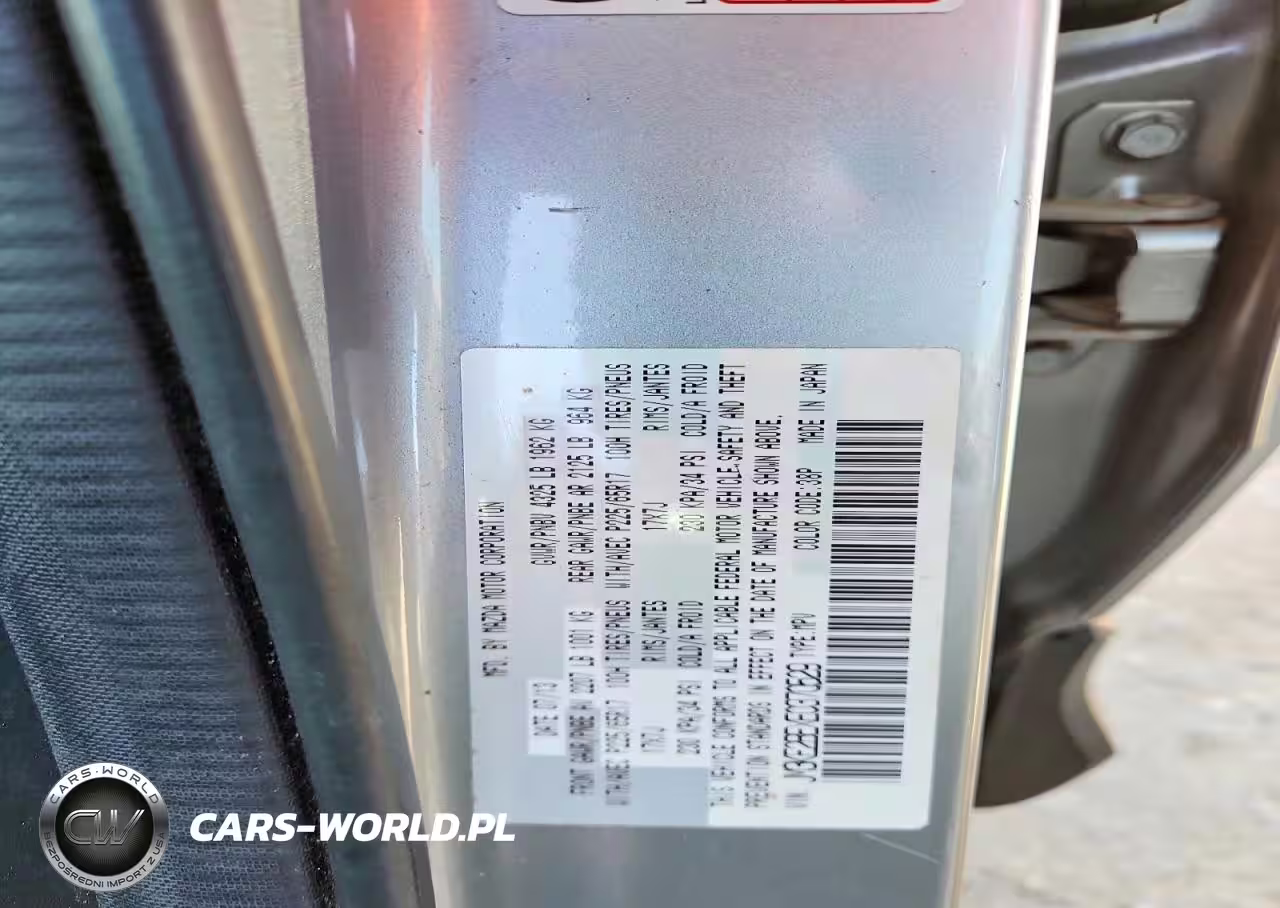 MFD. BY MAZDA MOTOR CORPORATION
DATE 07/13 GVWR/PNBV 4325 LB 1962 KG
FRONT GAWR/PNBE AV 2207 LB 1001 KG REAR GAWR/PNBE AR 2125 LB 964 KG
WITH/AVEC P225/65R17 100H TIRES/PNEUS WITH/AVEC P225/65R17 100H TIRES/PNEUS
17X7J RIMS/JANTES 17X7J RIMS/JANTES
230 KPA/34 PSI COLD/A FROID 230 KPA/34 PSI COLD/A FROID
THIS VEHICLE CONFORMS TO ALL APPLICABLE FEDERAL MOTOR VEHICLE, SAFETY AND THEFT
PREVENTION STANDARDS IN EFFECT ON THE DATE OF MANUFACTURE SHOWN ABOVE.
VIN. TYPE:MPV COLOR CODE:38P MADE IN JAPAN
CARS-WORLD
CW
BEZPOŚREDNI IMPORT Z USA
CARS-WORLD.PL